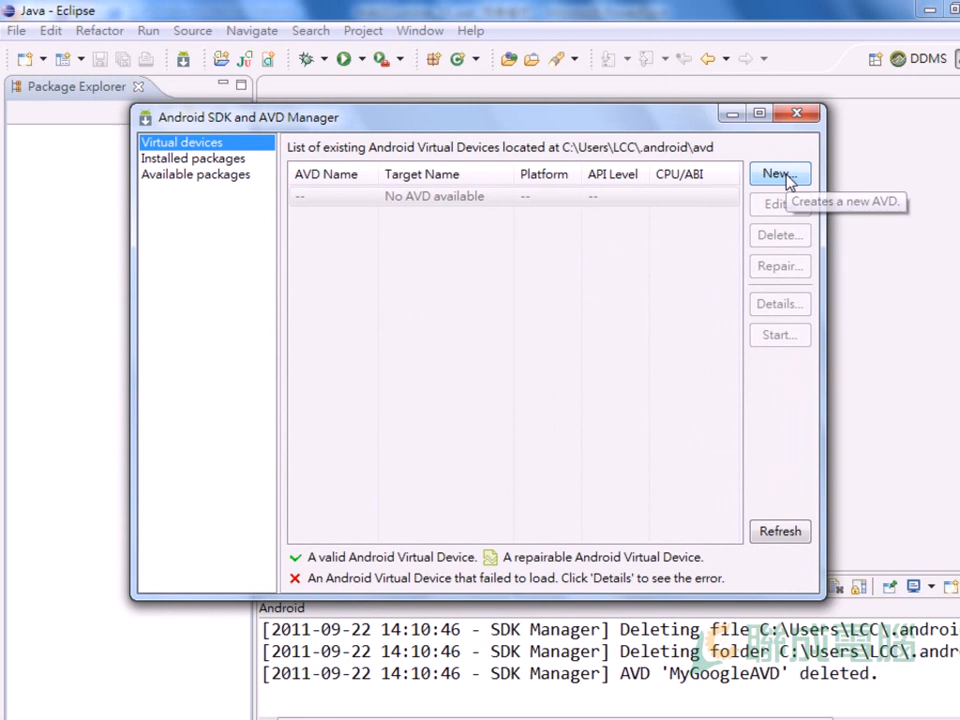 Java - Eclipse
File Edit Refactor Run Source Navigate Search Project Window Help
DDMS
Package Explorer
Android SDK and AVD Manager
Virtual devices
Installed packages
Available packages
List of existing Android Virtual Devices located at C:\Users\LCC\.android\avd
AVD Name Target Name Platform API Level CPU/ABI
-- No AVD available -- --
New...
Edit
Creates a new AVD.
Delete...
Repair...
Details...
Start...
Refresh
A valid Android Virtual Device. A repairable Android Virtual Device.
An Android Virtual Device that failed to load. Click 'Details' to see the error.
Android
[2011-09-22 14:10:46 - SDK Manager] Deleting file C:\Users\LCC\.androi
[2011-09-22 14:10:46 - SDK Manager] Deleting folder C:\Users\LCC\.andr
[2011-09-22 14:10:46 - SDK Manager] AVD 'MyGoogleAVD' deleted.
聯成電腦